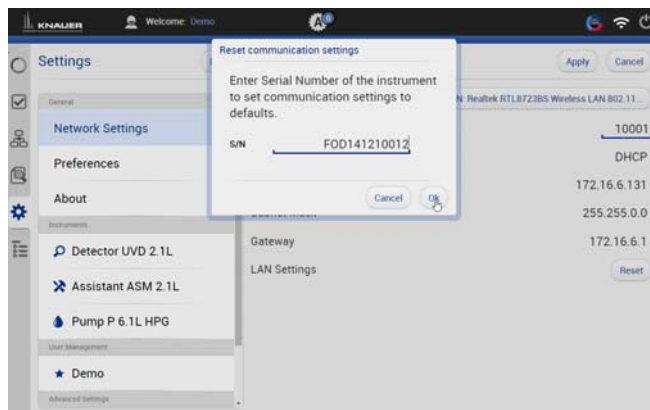 KNAUER
Welcome: Demo
Settings
Apply
Cancel
General
Network Settings
Preferences
About
Instruments
Detector UVD 2.1L
Assistant ASM 2.1L
Pump P 6.1L HPG
User Management
Demo
Advanced Settings
Reset communication settings
Enter Serial Number of the instrument
to set communication settings to
defaults.
S/N FOD141210012
Cancel
Ok
N: Realtek RTL8723BS Wireless LAN 802.11...
10001
DHCP
172.16.6.131
255.255.0.0
Gateway 172.16.6.1
LAN Settings Reset